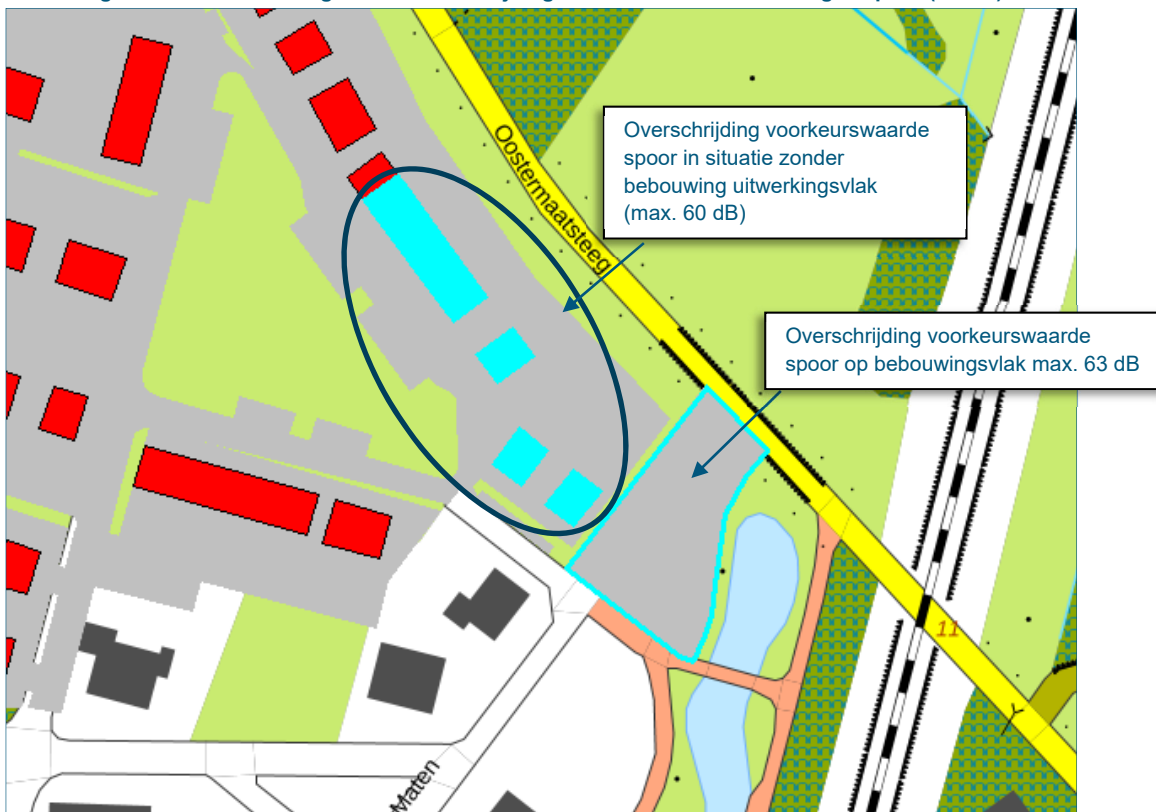 Oostermaatsteeg
Overschrijding voorkeurswaarde
spoor in situatie zonder
bebouwing uitwerkingsvlak
(max. 60 dB)
Overschrijding voorkeurswaarde
spoor op bebouwingsvlak max. 63 dB
11
Maten